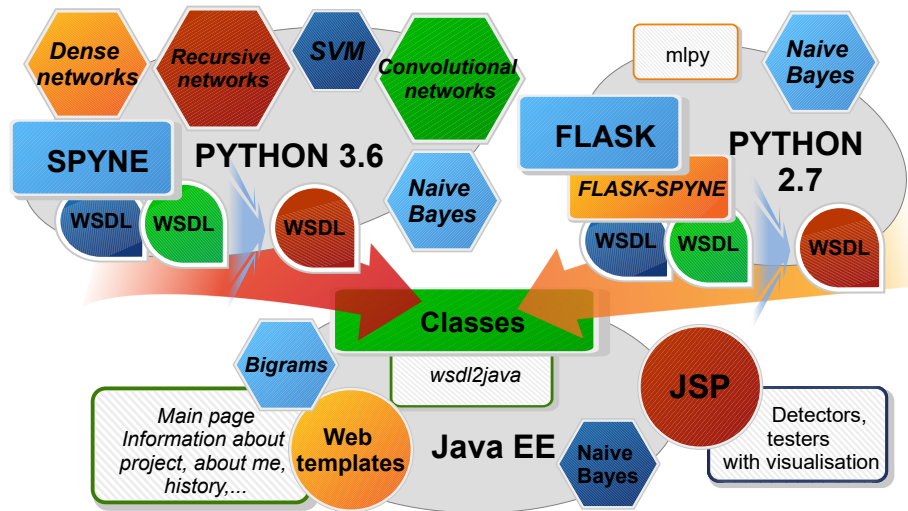 Dense
networks
Recursive
networks
SVM
Convolutional
networks
mlpy
Naive
Bayes
SPYNE
PYTHON 3.6
Naive
Bayes
FLASK
PYTHON
2.7
FLASK-SPYNE
WSDL
WSDL
WSDL
WSDL
WSDL
WSDL
Classes
Bigrams
wsdl2java
JSP
Main page
Information about
project, about me,
history,...
Web
templates
Java EE
Naive
Bayes
Detectors,
testers
with visualisation